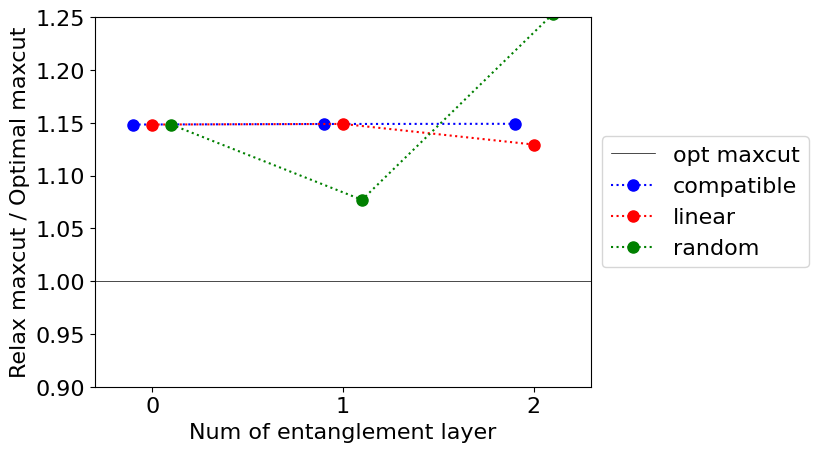 Relax maxcut / Optimal maxcut
1.25
1.20
1.15
1.10
1.05
1.00
0.95
0.90
0
1
2
Num of entanglement layer
opt maxcut
compatible
linear
random